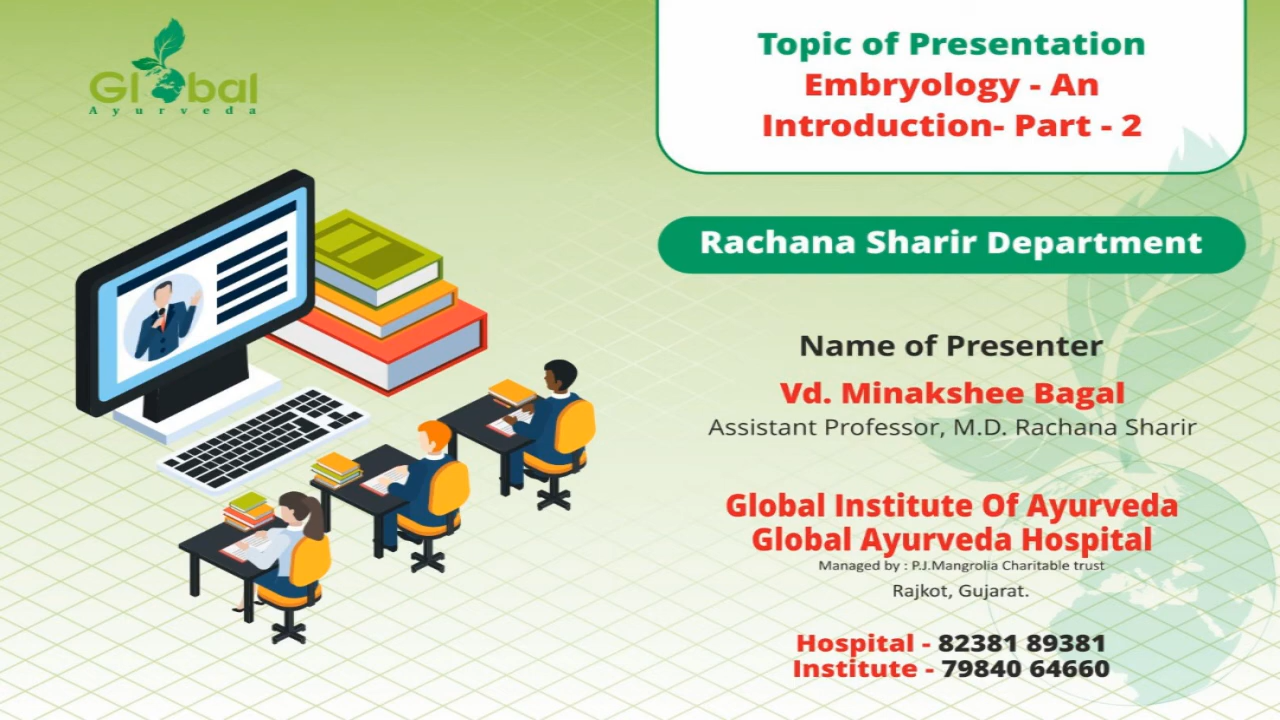 Global
Ayurveda
Topic of Presentation
Embryology - An
Introduction- Part - 2
Rachana Sharir Department
Name of Presenter
Vd. Minakshee Bagal
Assistant Professor, M.D. Rachana Sharir
Global Institute Of Ayurveda
Global Ayurveda Hospital
Managed by : P.J.Mangrolia Charitable trust
Rajkot, Gujarat.
Hospital - 82381 89381
Institute - 79840 64660